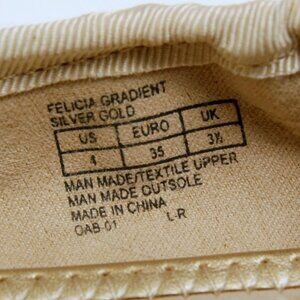 FELICIA GRADIENT
SILVER GOLD
US EURO UK
4 35 3½
MAN MADE/TEXTILE UPPER
MAN MADE OUTSOLE
MADE IN CHINA
OAB-01 L-R